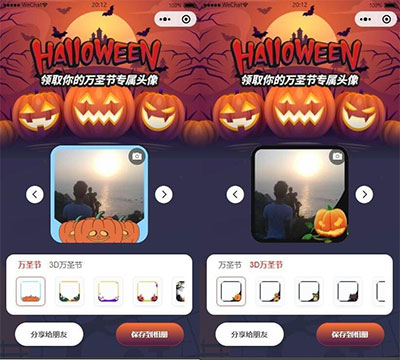 WeChat
20:12
100%
HALLOWEEN
领取你的万圣节专属头像
万圣节 3D万圣节
分享给朋友
保存到相册
WeChat
20:12
100%
HALLOWEEN
领取你的万圣节专属头像
万圣节 3D万圣节
分享给朋友
保存到相册